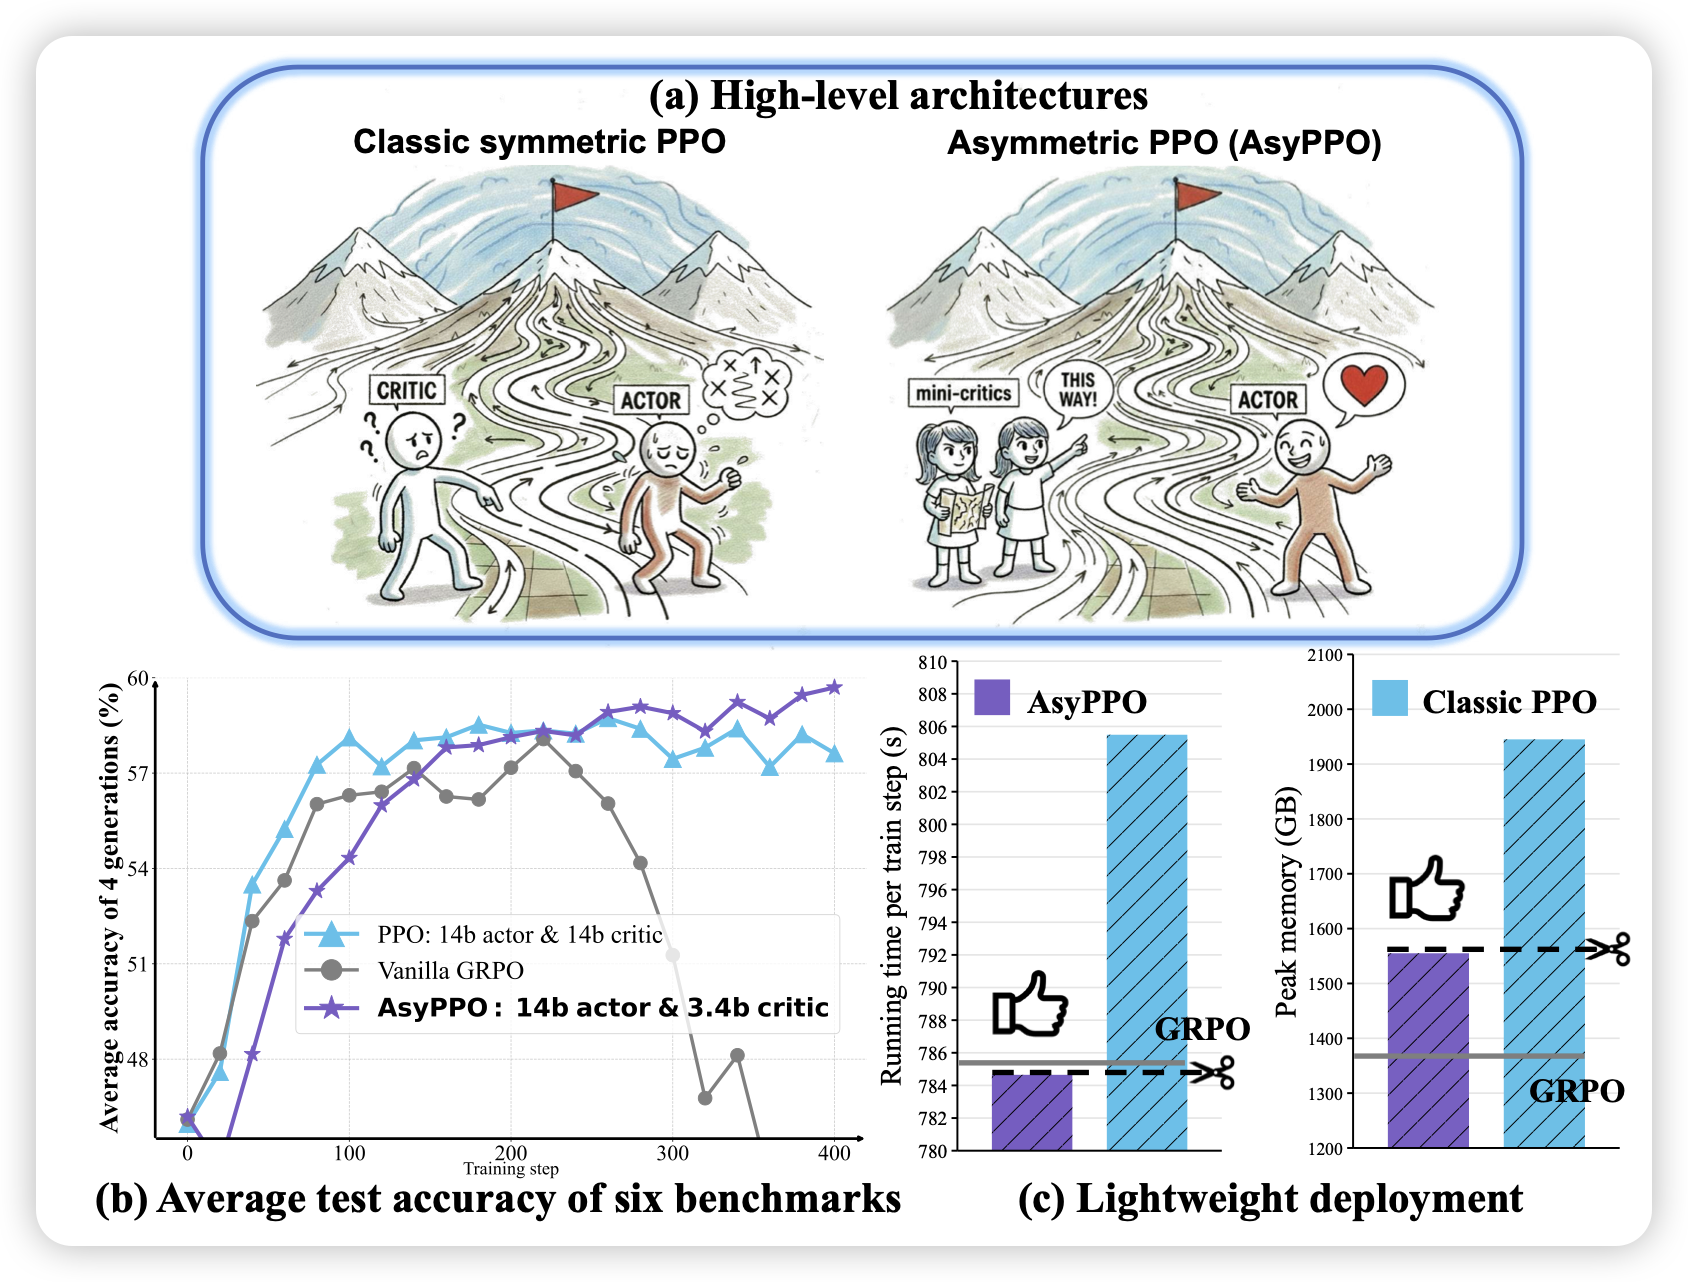 (a) High-level architectures
Classic symmetric PPO
Asymmetric PPO (AsyPPO)
CRITIC
?
?
?
ACTOR
mini-critics
THIS
WAY!
ACTOR
Average accuracy of 4 generations (%)
60
57
54
51
48
PPO: 14b actor & 14b critic
Vanilla GRPO
AsyPPO: 14b actor & 3.4b critic
0
100
200
300
400
Training step
(b) Average test accuracy of six benchmarks
Running time per train step (s)
810
808
806
804
802
800
798
796
794
792
790
788
786
784
782
780
AsyPPO
GRPO
Peak memory (GB)
2100
2000
1900
1800
1700
1600
1500
1400
1300
1200
Classic PPO
GRPO
(c) Lightweight deployment